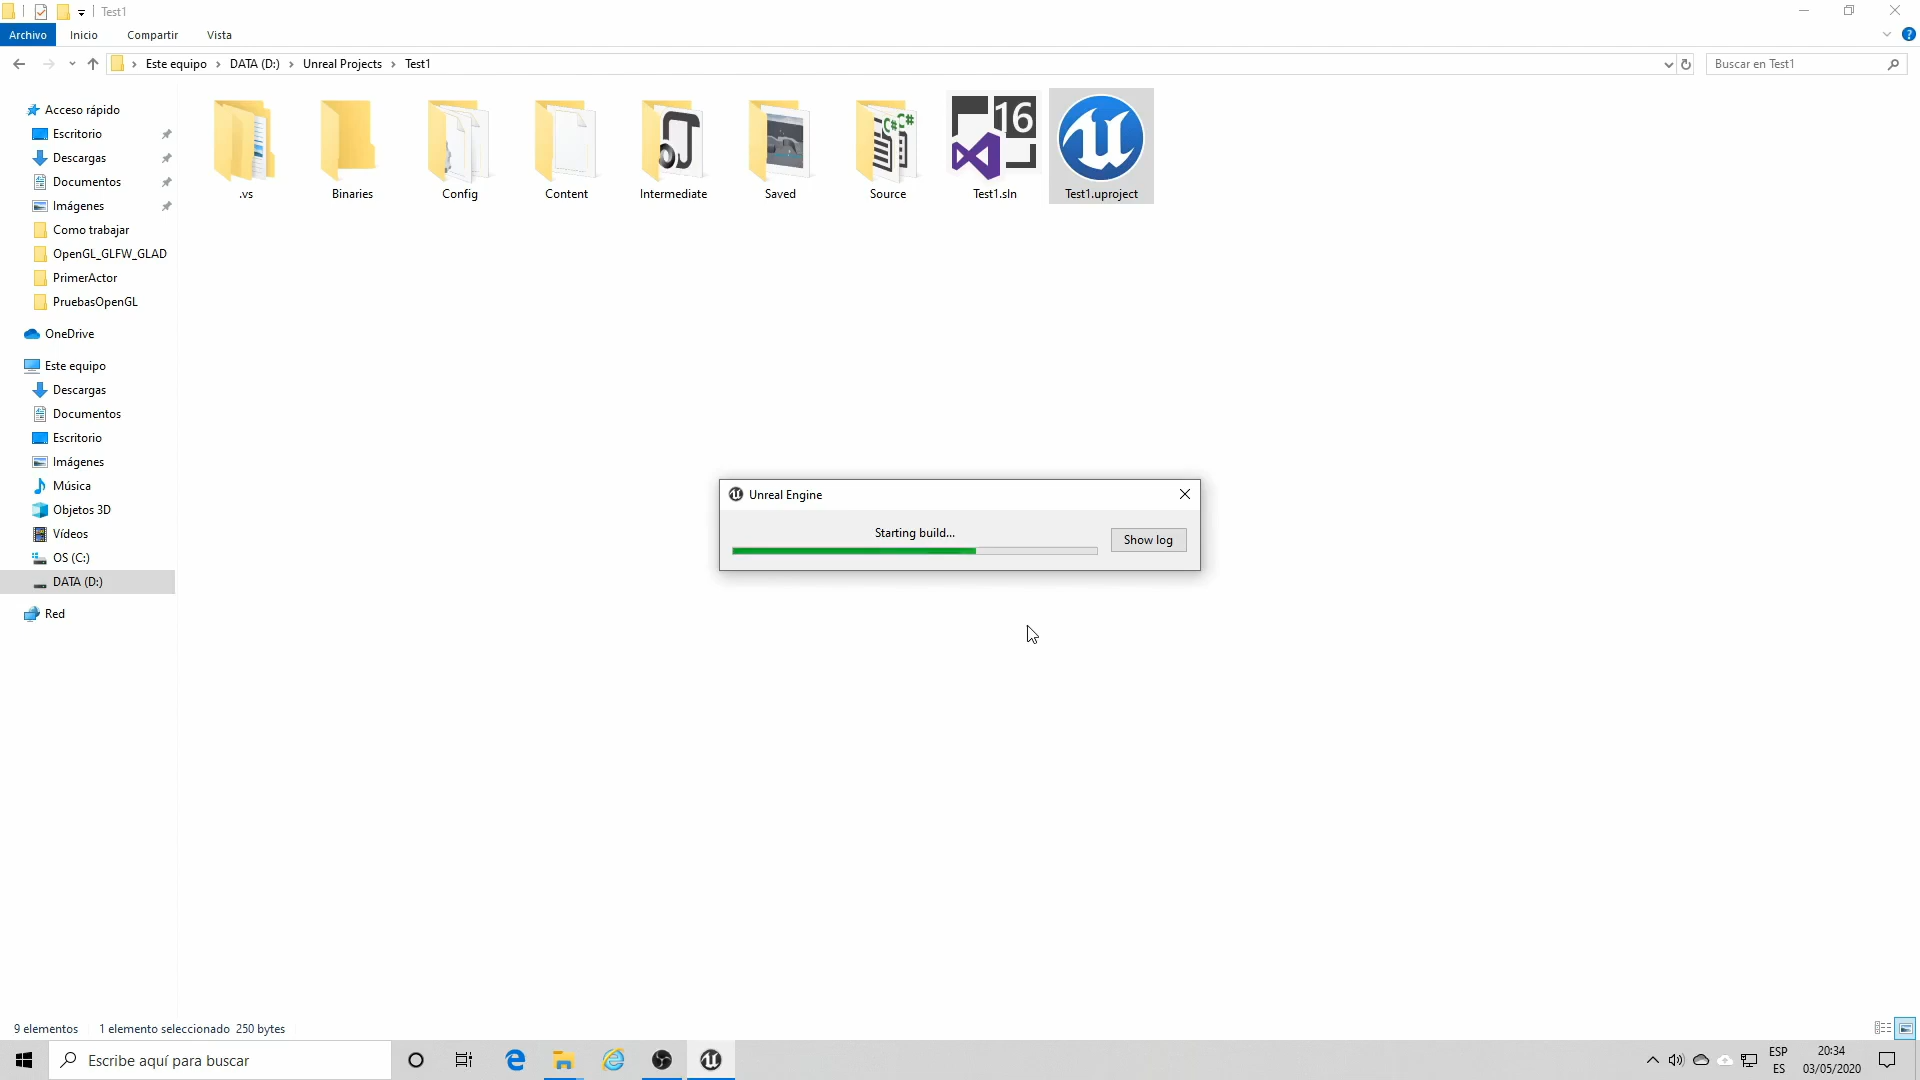 Test1
Archivo
Inicio
Compartir
Vista
Este equipo
DATA (D:)
Unreal Projects
Test1
Buscar en Test1
Acceso rápido
Escritorio
Descargas
Documentos
Imágenes
Como trabajar
OpenGL_GLFW_GLAD
PrimerActor
PruebasOpenGL
OneDrive
Este equipo
Descargas
Documentos
Escritorio
Imágenes
Música
Objetos 3D
Vídeos
OS (C:)
DATA (D:)
Red
C# C#
16
.vs
Binaries
Config
Content
Intermediate
Saved
Source
Test1.sln
Test1.uproject
Unreal Engine
Starting build...
Show log
9 elementos
1 elemento seleccionado 250 bytes
Escribe aquí para buscar
ESP
ES
20:34
03/05/2020